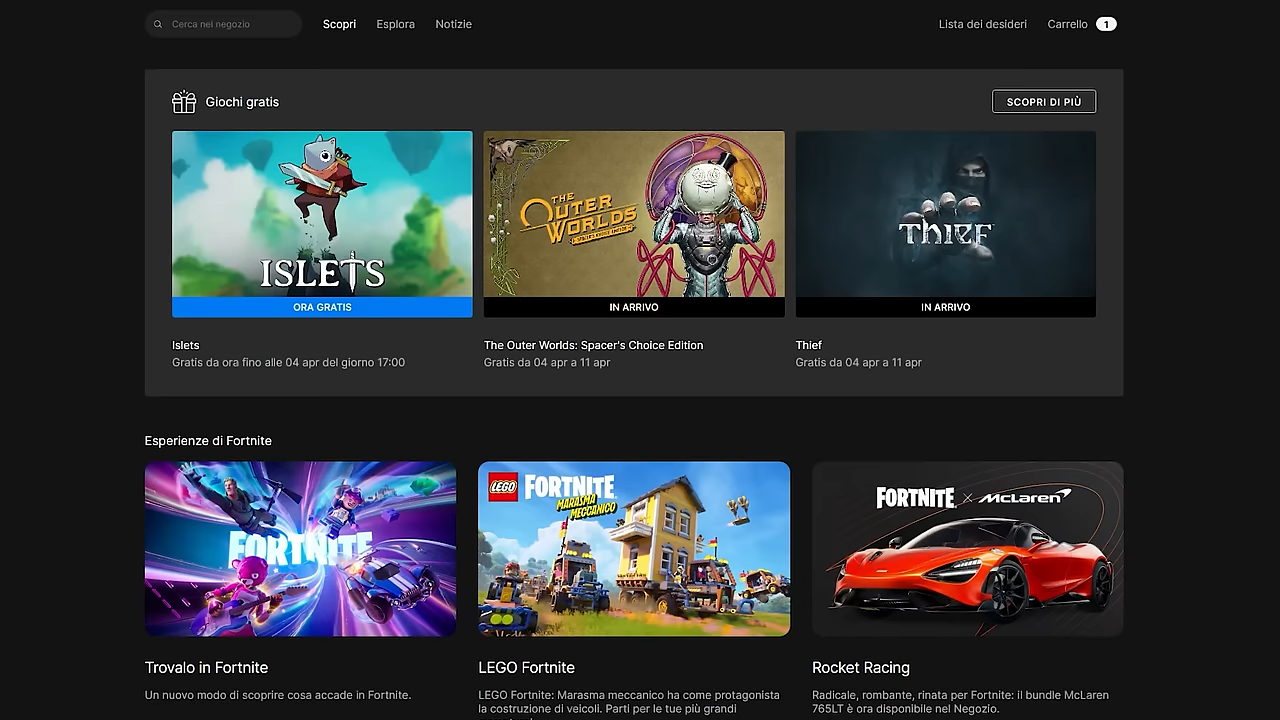 Cerca nel negozio
Scopri
Esplora
Notizie
Lista dei desideri
Carrello
1
Giochi gratis
SCOPRI DI PIÙ
ISLETS
THE
OUTER
WORLDS
THIEF
ORA GRATIS
IN ARRIVO
IN ARRIVO
Islets
The Outer Worlds: Spacer's Choice Edition
Thief
Gratis da ora fino alle 04 apr del giorno 17:00
Gratis da 04 apr a 11 apr
Gratis da 04 apr a 11 apr
Esperienze di Fortnite
FORTNITE
LEGO
FORTNITE
MARASMA
MECCANICO
FORTNITE X McLaren
Trovalo in Fortnite
LEGO Fortnite
Rocket Racing
Un nuovo modo di scoprire cosa accade in Fortnite.
LEGO Fortnite: Marasma meccanico ha come protagonista
la costruzione di veicoli. Parti per le tue più grandi
Radicale, rombante, rinata per Fortnite: il bundle McLaren
765LT è ora disponibile nel Negozio.